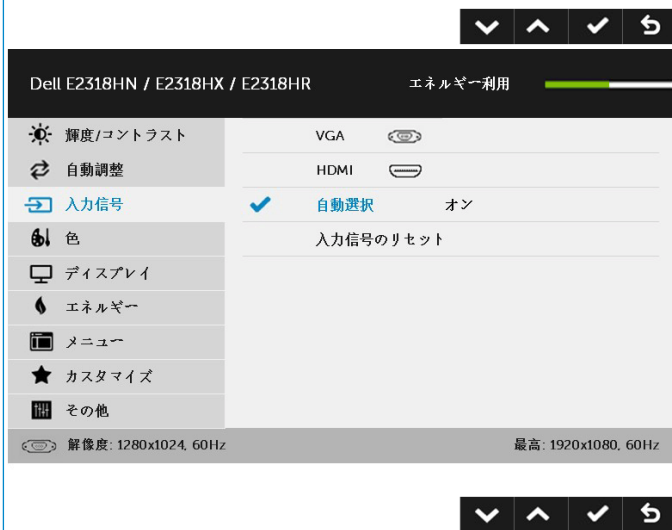 Dell E2318HN / E2318HX / E2318HR エネルギー利用
輝度/コントラスト
自動調整
入力信号
色
ディスプレイ
エネルギー
メニュー
カスタマイズ
その他
VGA
HDMI
自動選択 オン
入力信号のリセット
解像度: 1280x1024, 60Hz
最高: 1920x1080, 60Hz